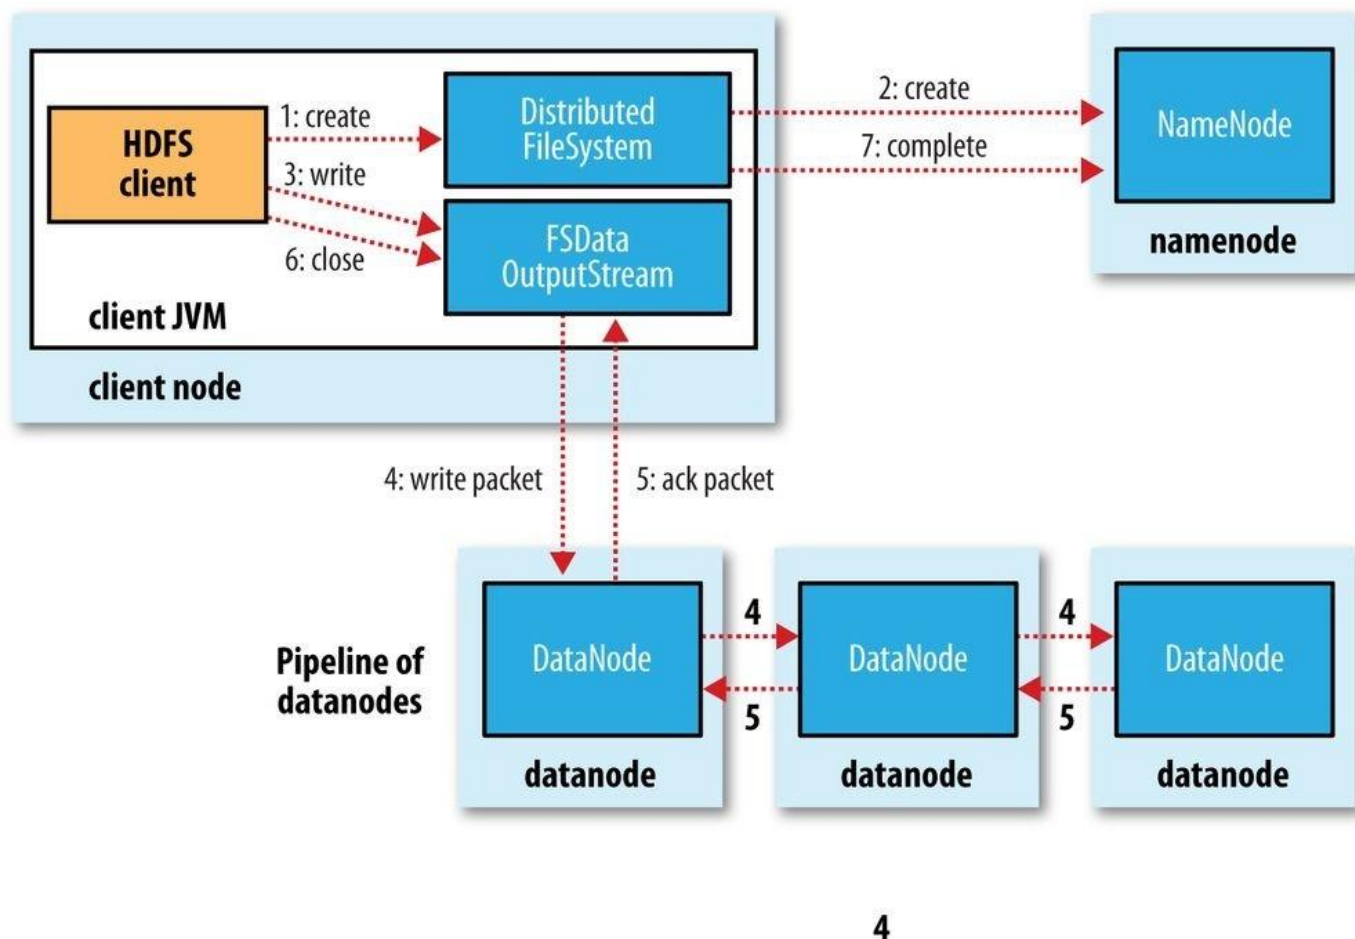 1: create
Distributed
FileSystem
2: create
NameNode
HDFS
client
7: complete
3: write
FSData
OutputStream
namenode
6: close
client JVM
client node
4: write packet
5: ack packet
4
4
Pipeline of
datanodes
DataNode
DataNode
DataNode
5
5
datanode
datanode
datanode
4